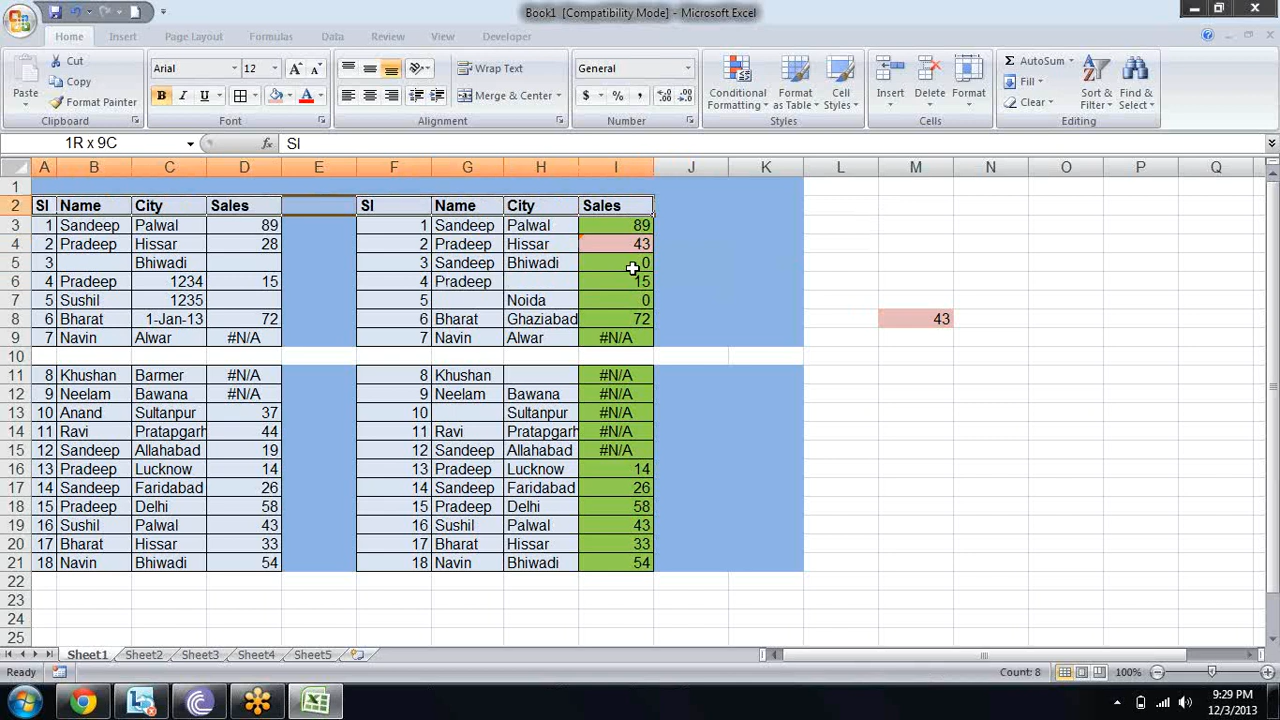 Book1 [Compatibility Mode] - Microsoft Excel
Home Insert Page Layout Formulas Data Review View Developer
Paste Cut Copy Format Painter Clipboard
Arial 12 B I U A Font
Wrap Text Merge & Center Alignment
General $ % , Number
Conditional Formatting Format as Table Cell Styles Styles
Insert Delete Format Cells
AutoSum Fill Clear Sort & Filter Find & Select Editing
1R x 9C fx SI
A B C D E F G H I J K L M N O P Q
1
2 SI Name City Sales SI Name City Sales
3 1 Sandeep Palwal 89 1 Sandeep Palwal 89
4 2 Pradeep Hissar 28 2 Pradeep Hissar 43
5 3 Bhiwadi 3 Sandeep Bhiwadi 0
6 4 Pradeep 1234 15 4 Pradeep 15
7 5 Sushil 1235 5 Noida 0
8 6 Bharat 1-Jan-13 72 6 Bharat Ghaziabad 72 43
9 7 Navin Alwar #N/A 7 Navin Alwar #N/A
10
11 8 Khushan Barmer #N/A 8 Khushan #N/A
12 9 Neelam Bawana #N/A 9 Neelam Bawana #N/A
13 10 Anand Sultanpur 37 10 Sultanpur #N/A
14 11 Ravi Pratapgarh 44 11 Ravi Pratapgarh #N/A
15 12 Sandeep Allahabad 19 12 Sandeep Allahabad #N/A
16 13 Pradeep Lucknow 14 13 Pradeep Lucknow 14
17 14 Sandeep Faridabad 26 14 Sandeep Faridabad 26
18 15 Pradeep Delhi 58 15 Pradeep Delhi 58
19 16 Sushil Palwal 43 16 Sushil Palwal 43
20 17 Bharat Hissar 33 17 Bharat Hissar 33
21 18 Navin Bhiwadi 54 18 Navin Bhiwadi 54
22
23
24
25
Sheet1 Sheet2 Sheet3 Sheet4 Sheet5
Ready Count: 8 100%
9:29 PM
12/3/2013